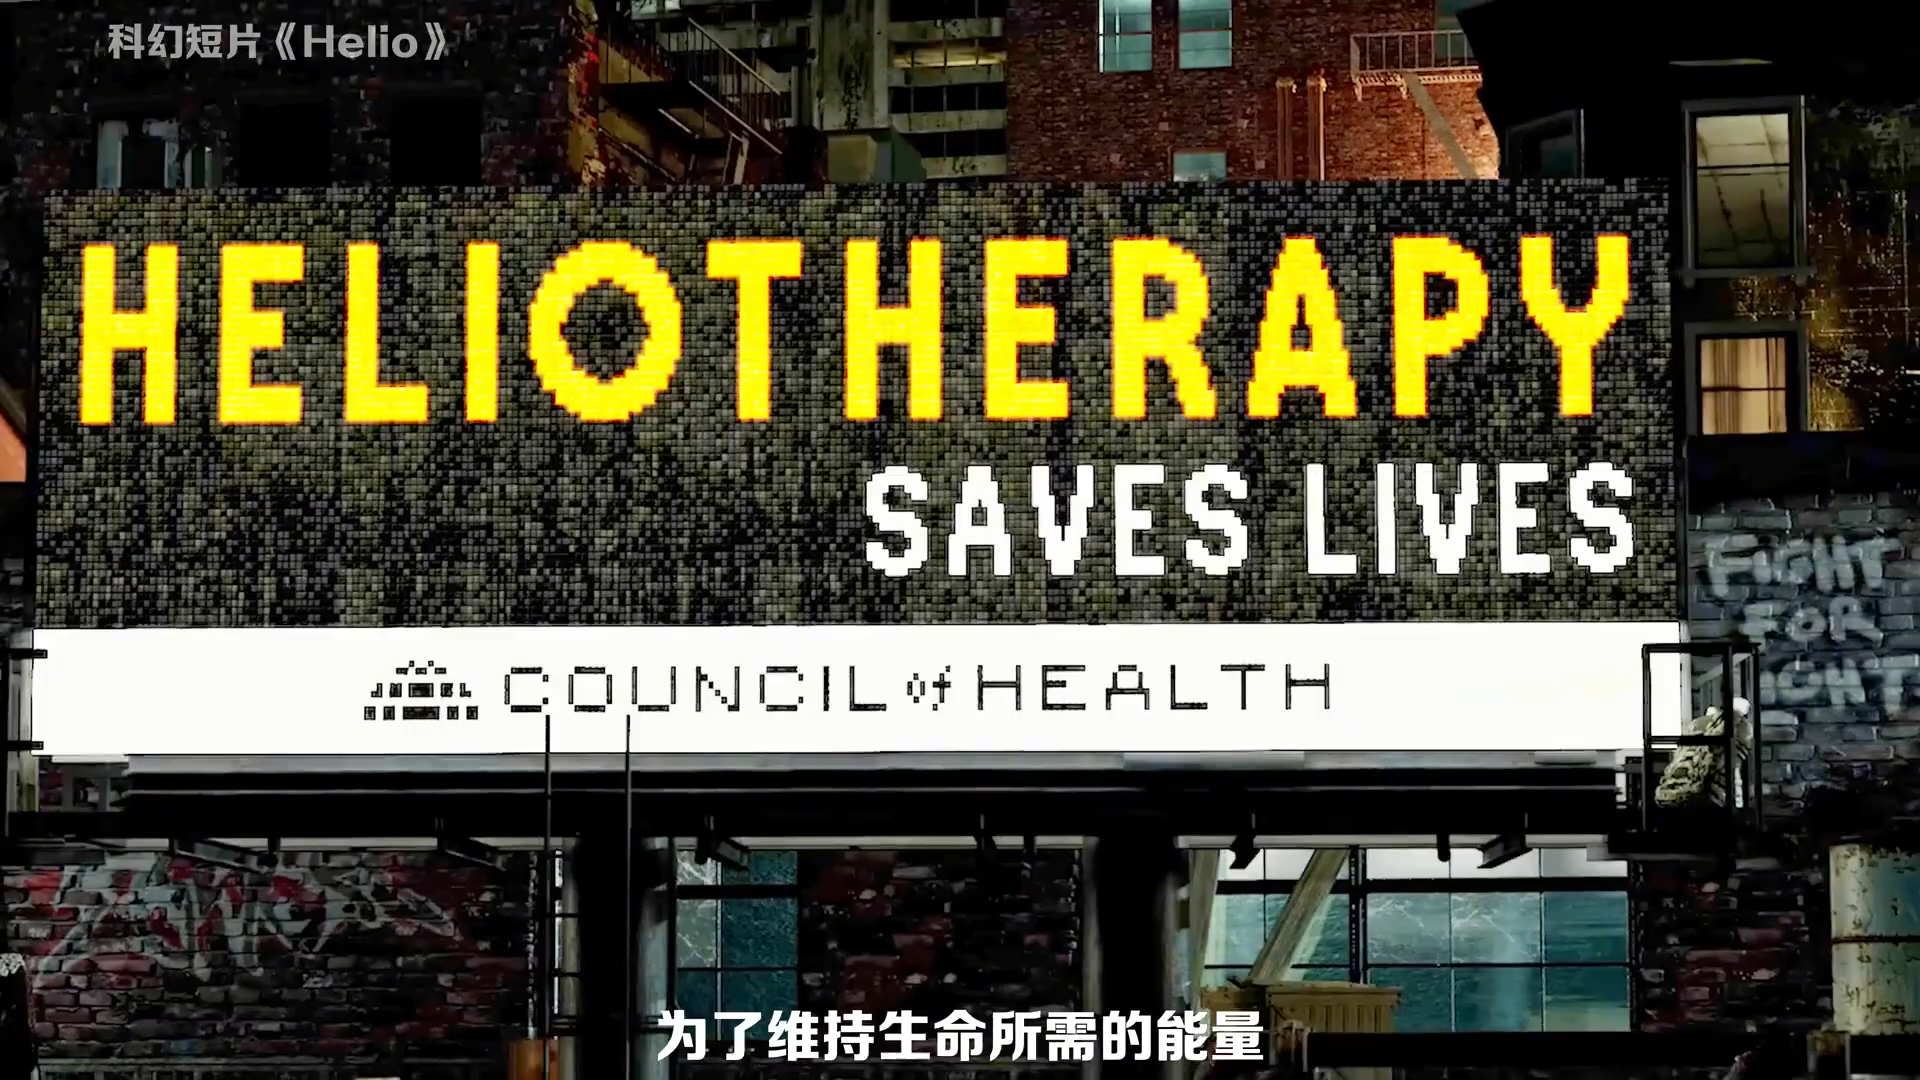 科幻短片《Helio》
HELIOTHERAPY
SAVES LIVES
COUNCIL of HEALTH
FIGHT
FOR
LIGHT
为了维持生命所需的能量